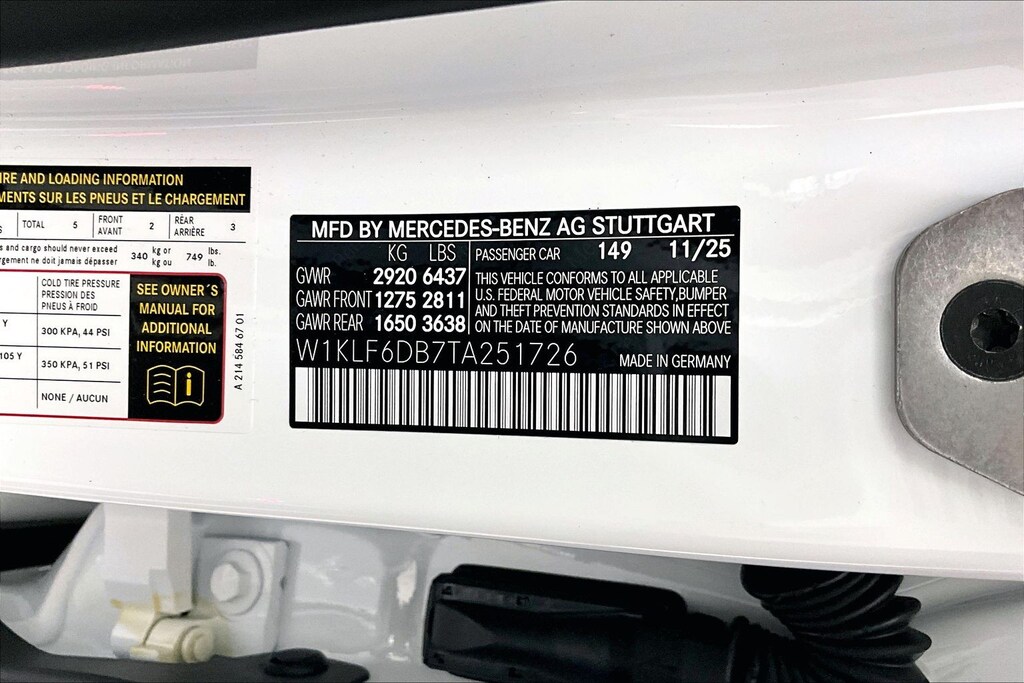 IRE AND LOADING INFORMATION
MENTS SUR LES PNEUS ET LE CHARGEMENT
TOTAL 5 FRONT AVANT 2 REAR ARRIÈRE 3
s and cargo should never exceed 340 kg or 749 lbs.
rgement ne doit jamais dépasser kg ou lb.
COLD TIRE PRESSURE
PRESSION DES
PNEUS À FROID
Y 300 KPA, 44 PSI
105 Y 350 KPA, 51 PSI
NONE / AUCUN
SEE OWNER´S
MANUAL FOR
ADDITIONAL
INFORMATION
A 214 584 67 01
MFD BY MERCEDES-BENZ AG STUTTGART
KG LBS
GVWR 2920 6437
GAWR FRONT 1275 2811
GAWR REAR 1650 3638
PASSENGER CAR 149 11/25
THIS VEHICLE CONFORMS TO ALL APPLICABLE
U.S. FEDERAL MOTOR VEHICLE SAFETY,BUMPER
AND THEFT PREVENTION STANDARDS IN EFFECT
ON THE DATE OF MANUFACTURE SHOWN ABOVE
W1KLF6DB7TA251726 MADE IN GERMANY